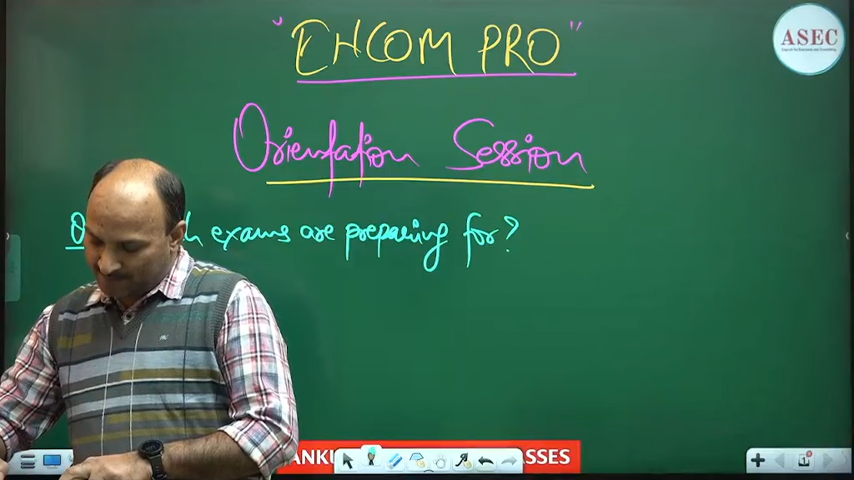 "EHCOM PRO"
ASEC
Orientation Session
exams are preparing for?
ASSES